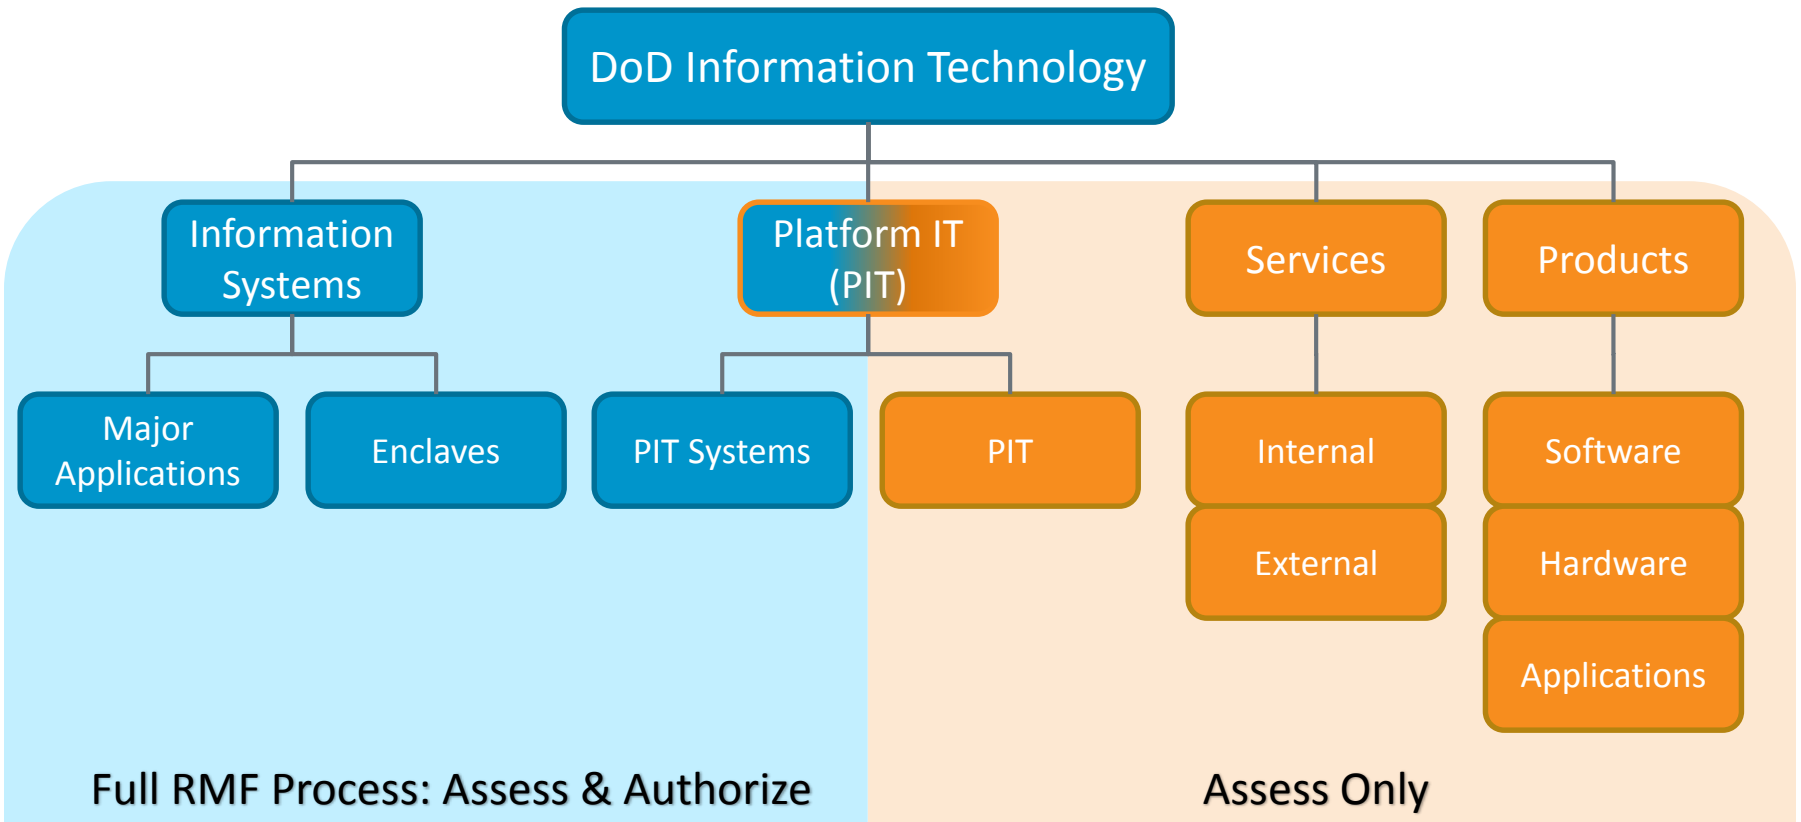 DoD Information Technology
Information
Systems
Platform IT
(PIT)
Services
Products
Major
Applications
Enclaves
PIT Systems
PIT
Internal
Software
External
Hardware
Applications
Full RMF Process: Assess & Authorize
Assess Only